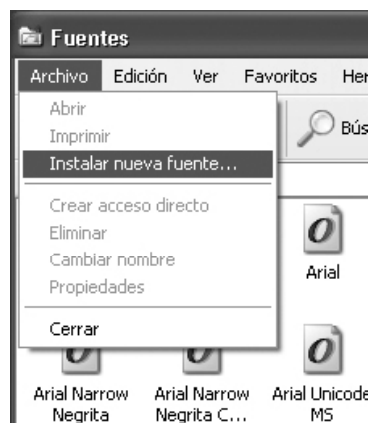 Fuentes
Archivo Edición Ver Favoritos
Abrir
Imprimir
Instalar nueva fuente...
Crear acceso directo
Eliminar
Cambiar nombre
Propiedades
Cerrar
Arial
Arial Narrow Negrita
Arial Narrow Negrita C...
Arial Unicode MS